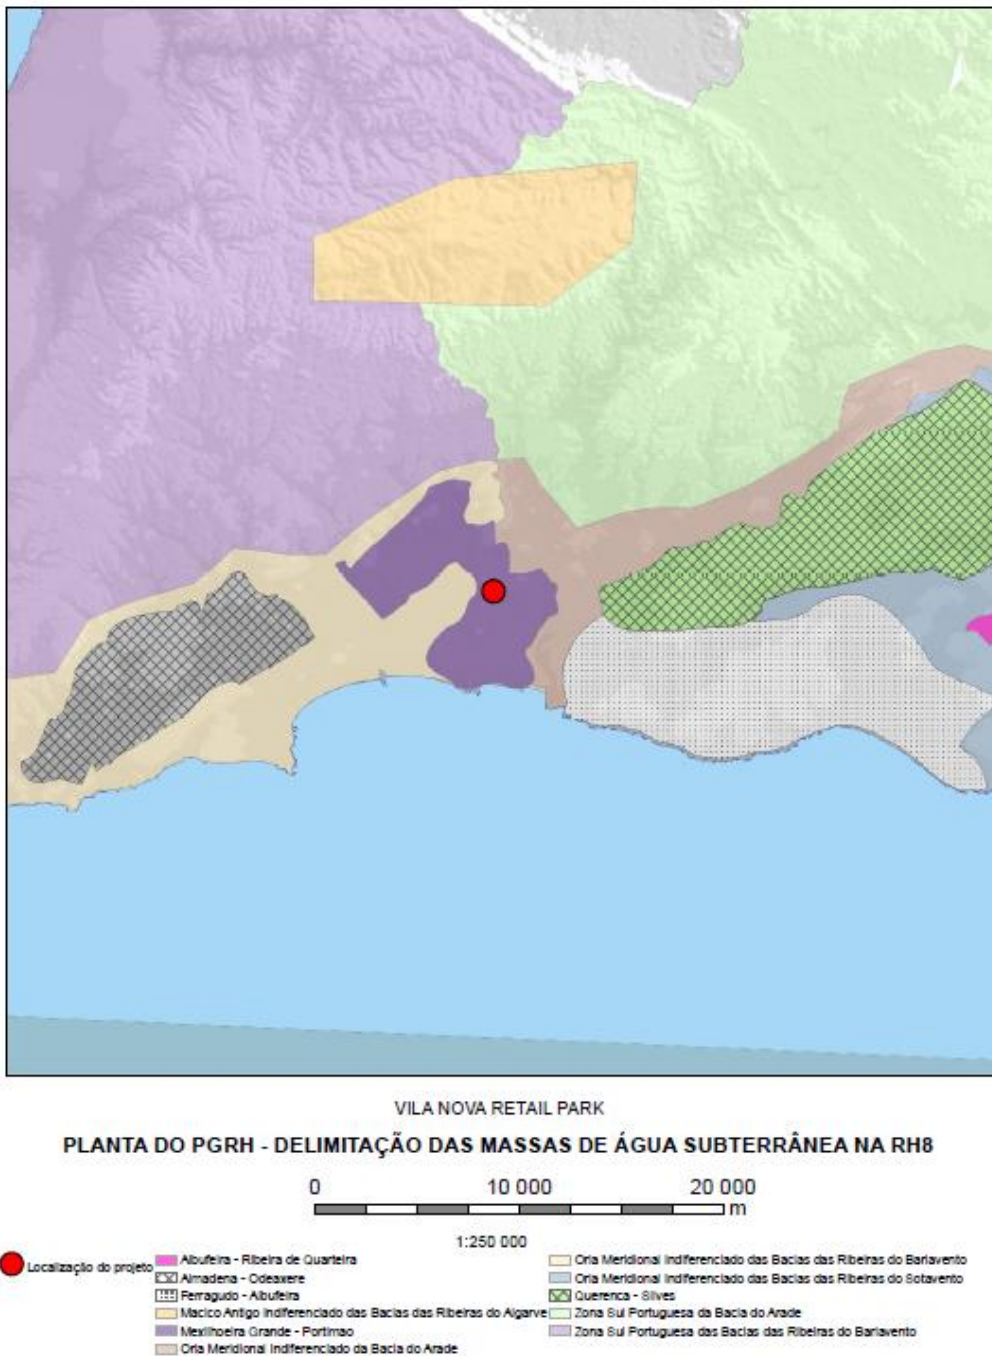 VILA NOVA RETAIL PARK
PLANTA DO PGRH - DELIMITAÇÃO DAS MASSAS DE ÁGUA SUBTERRÂNEA NA RH8
0 10 000 20 000
m
1:250 000
Localização do projeto
Albufeira - Ribeira de Quarteira
Almadena - Odeaxere
Ferragudo - Albufeira
Macico Antigo Indiferenciado das Bacias das Ribeiras do Algarve
Mexilhoeira Grande - Portimao
Orla Meridional Indiferenciado da Bacia do Arade
Orla Meridional Indiferenciado das Bacias das Ribeiras do Barlavento
Orla Meridional Indiferenciado das Bacias das Ribeiras do Sotavento
Querenca - Silves
Zona Sul Portuguesa da Bacia do Arade
Zona Sul Portuguesa das Bacias das Ribeiras do Barlavento